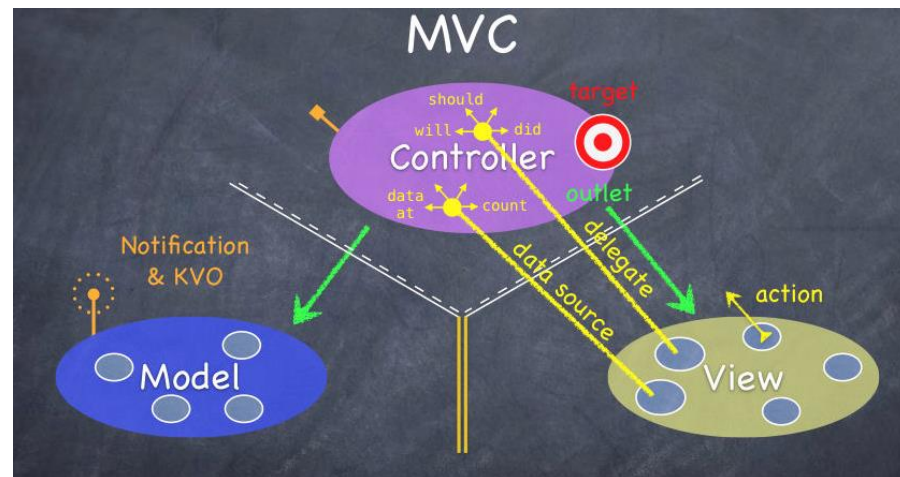 MVC
target
should
will
did
Controller
data
at
count
outlet
Notification
& KVO
data source
delegate
action
Model
View